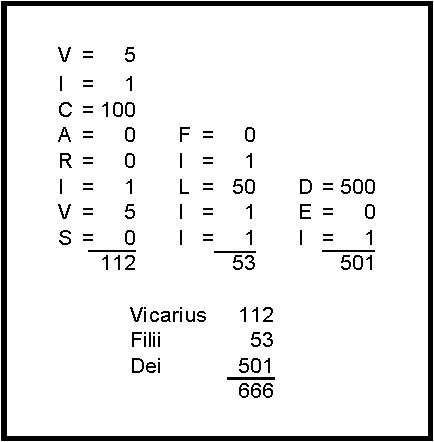 V = 5
I = 1
C = 100
A = 0 F = 0
R = 0 I = 1
I = 1 L = 50 D = 500
V = 5 I = 1 E = 0
S = 0 I = 1 I = 1
112 53 501
Vicarius 112
Filii 53
Dei 501
666